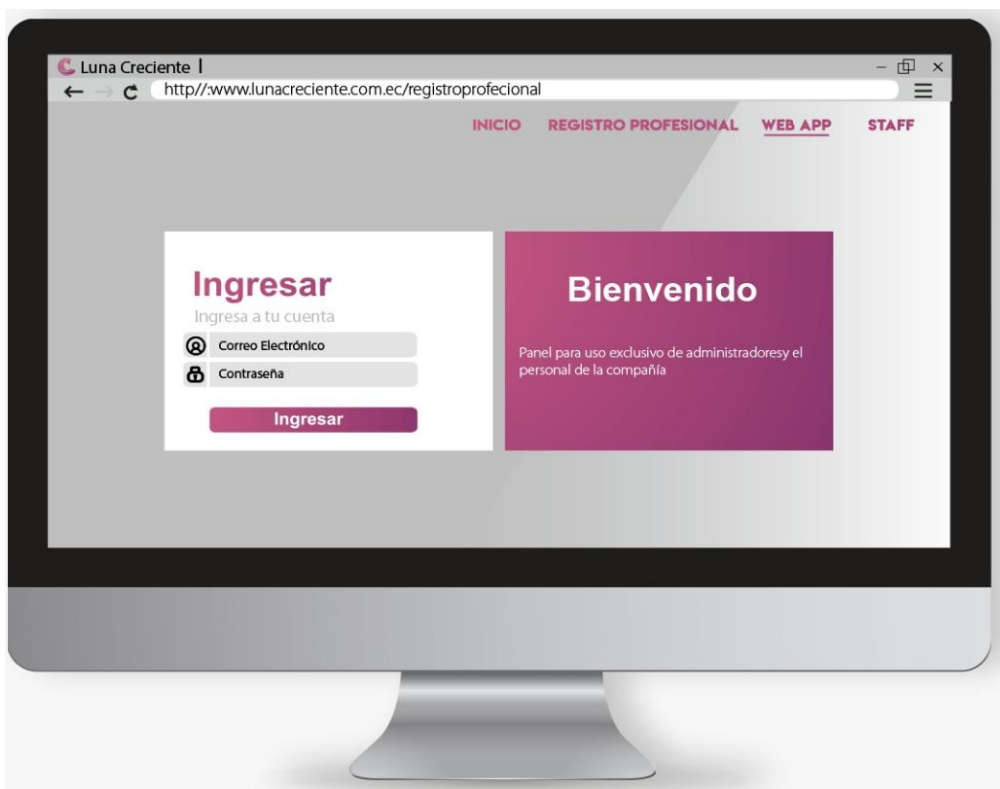 Luna Creciente
http//:www.lunacreciente.com.ec/registroprofecional
INICIO REGISTRO PROFESIONAL WEB APP STAFF
Ingresar
Ingresa a tu cuenta
Correo Electrónico
Contraseña
Ingresar
Bienvenido
Panel para uso exclusivo de administradoresy el
personal de la compañía